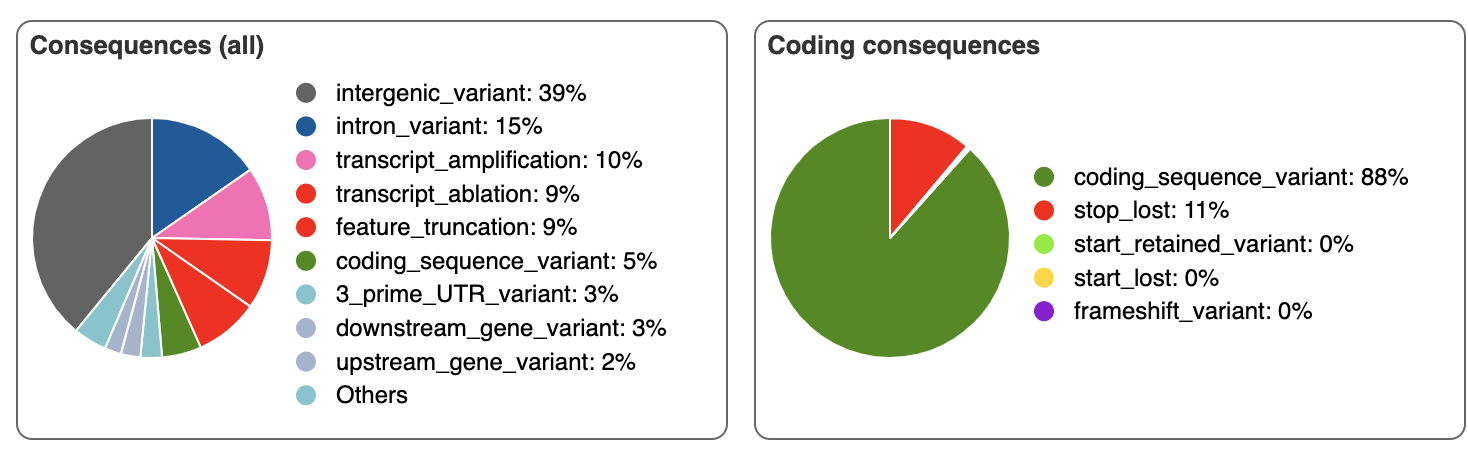 Consequences (all)
intergenic_variant: 39%
intron_variant: 15%
transcript_amplification: 10%
transcript_ablation: 9%
feature_truncation: 9%
coding_sequence_variant: 5%
3_prime_UTR_variant: 3%
downstream_gene_variant: 3%
upstream_gene_variant: 2%
Others
Coding consequences
coding_sequence_variant: 88%
stop_lost: 11%
start_retained_variant: 0%
start_lost: 0%
frameshift_variant: 0%